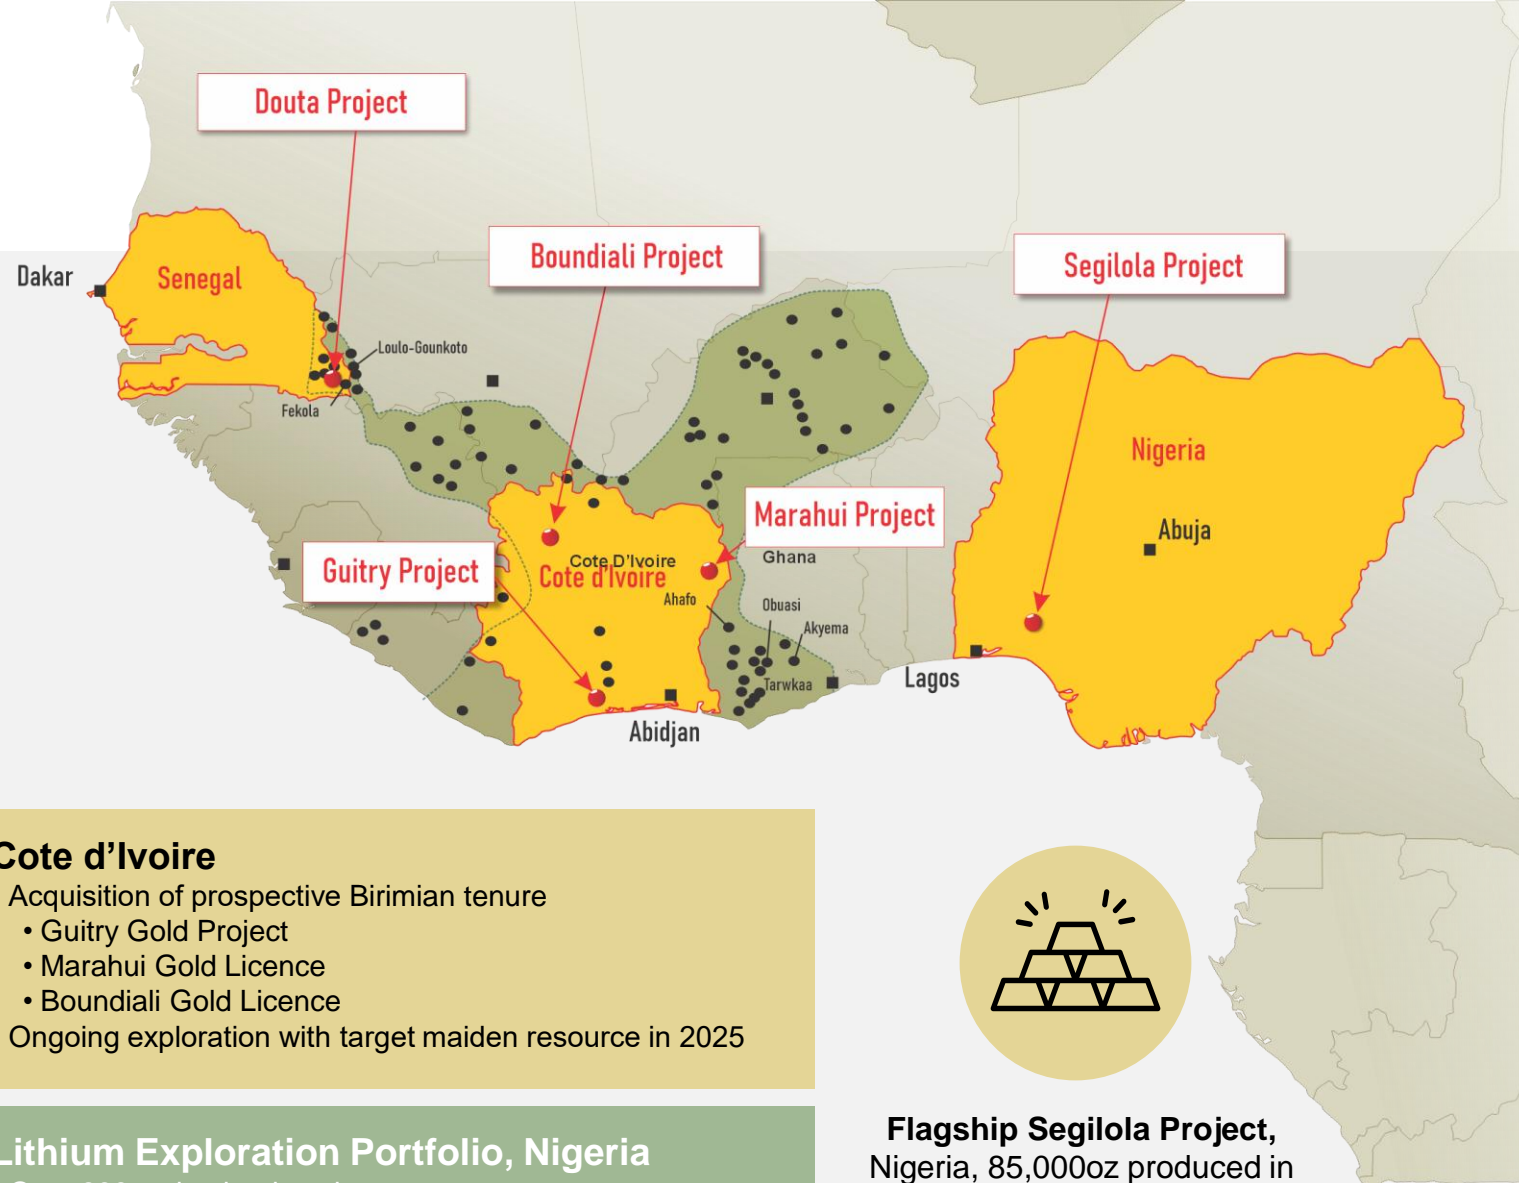 Douta Project
Boundiali Project
Segilola Project
Dakar
Senegal
Loulo-Gounkoto
Fekola
Nigeria
Marahui Project
Abuja
Guitry Project
Cote D'Ivoire
Cote d'Ivoire
Ghana
Ahafo
Obuasi
Akyema
Tarwkaa
Lagos
Abidjan
Cote d'Ivoire
Acquisition of prospective Birimian tenure
• Guitry Gold Project
• Marahui Gold Licence
• Boundiali Gold Licence
Ongoing exploration with target maiden resource in 2025
Lithium Exploration Portfolio, Nigeria
Flagship Segilola Project,
Nigeria, 85,000oz produced in